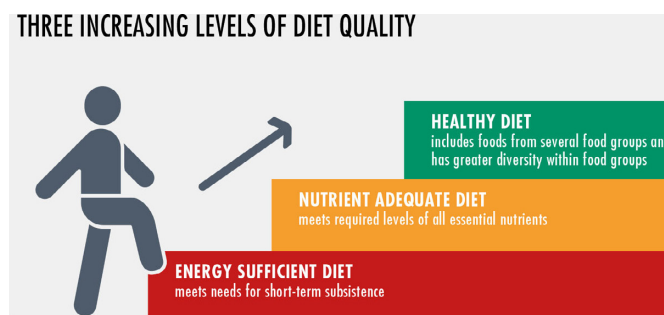 THREE INCREASING LEVELS OF DIET QUALITY
HEALTHY DIET
includes foods from several food groups an
has greater diversity within food groups
NUTRIENT ADEQUATE DIET
meets required levels of all essential nutrients
ENERGY SUFFICIENT DIET
meets needs for short-term subsistence